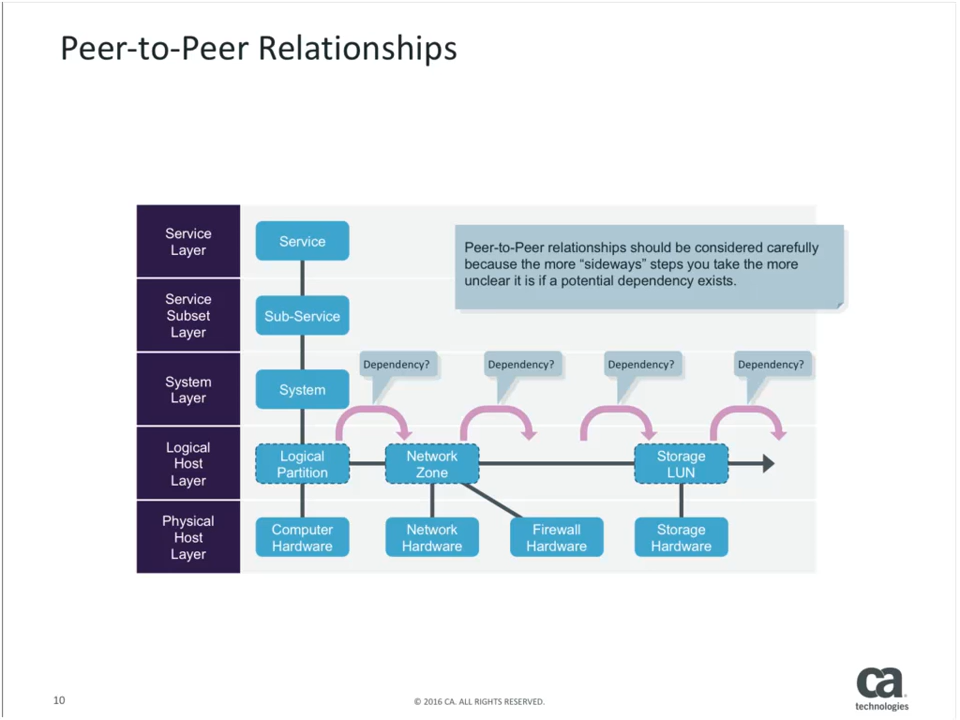 Peer-to-Peer Relationships
Service
Layer
Service
Peer-to-Peer relationships should be considered carefully
because the more “sideways” steps you take the more
unclear it is if a potential dependency exists.
Service
Subset
Layer
Sub-Service
System
Layer
System
Dependency?
Dependency?
Dependency?
Dependency?
Logical
Host
Layer
Logical
Partition
Network
Zone
Storage
LUN
Physical
Host
Layer
Computer
Hardware
Network
Hardware
Firewall
Hardware
Storage
Hardware
10
© 2016 CA. ALL RIGHTS RESERVED.
ca
technologies